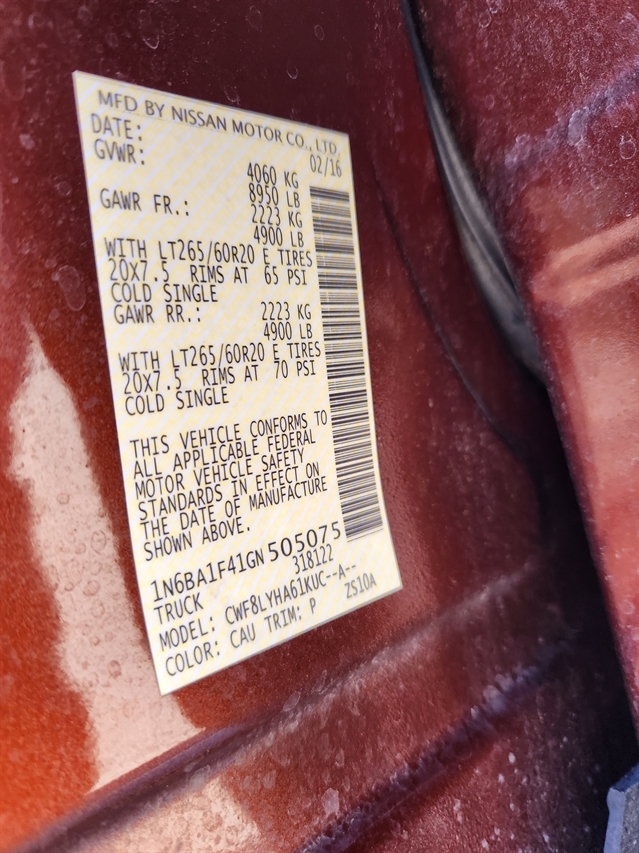 MFD BY NISSAN MOTOR CO., LTD.
DATE: 02/16
GVWR: 4060 KG
8950 LB
GAWR FR.: 2223 KG
4900 LB
WITH LT265/60R20 E TIRES
20X7.5 RIMS AT 65 PSI
COLD SINGLE
GAWR RR.: 2223 KG
4900 LB
WITH LT265/60R20 E TIRES
20X7.5 RIMS AT 70 PSI
COLD SINGLE
THIS VEHICLE CONFORMS TO
ALL APPLICABLE FEDERAL
MOTOR VEHICLE SAFETY
STANDARDS IN EFFECT ON
THE DATE OF MANUFACTURE
SHOWN ABOVE.
1N6BA1F41GN505075
TRUCK 318122
MODEL: CWF8LYHA61KUC--A--
COLOR: CAU TRIM: P ZS10A